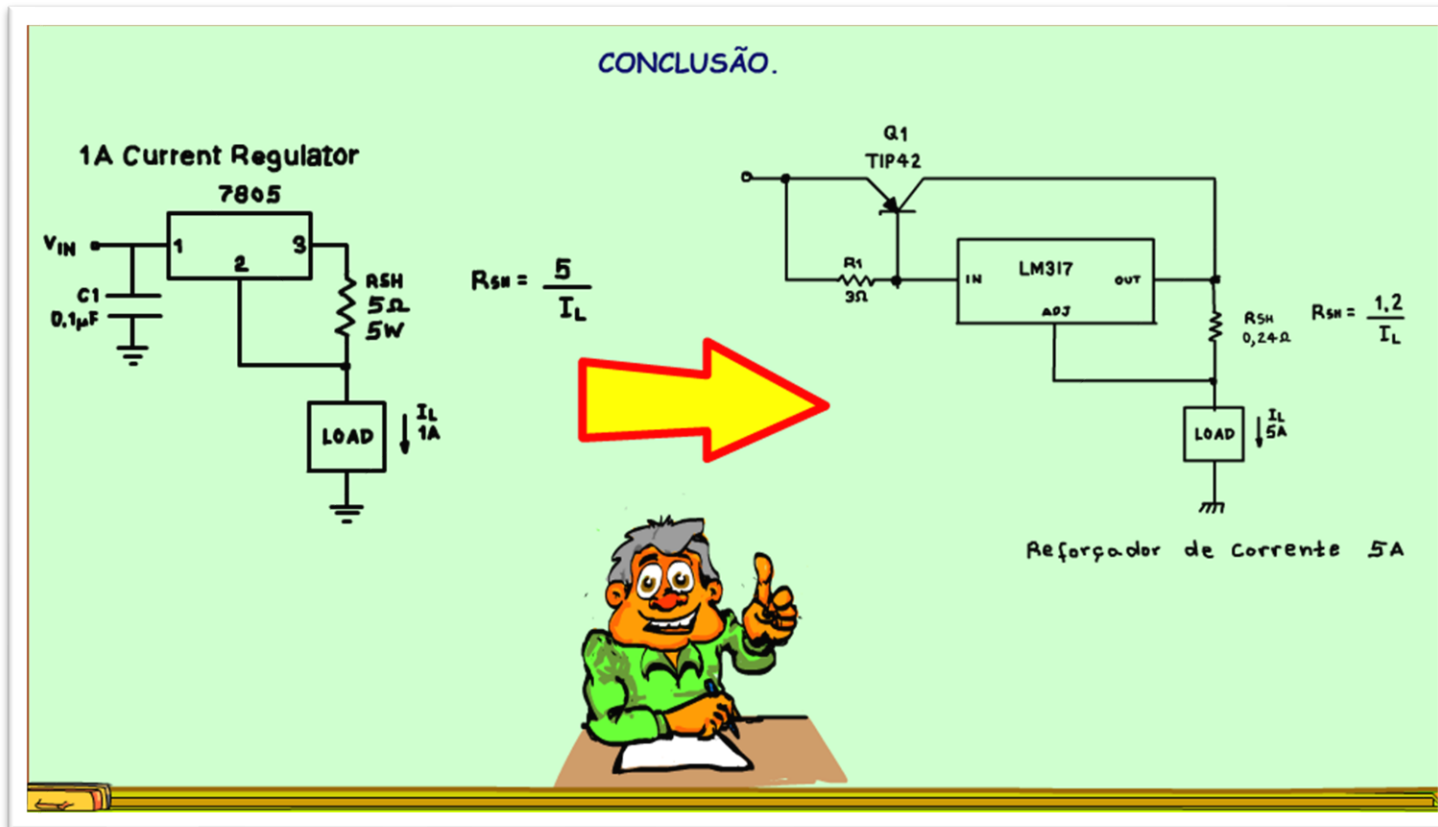 CONCLUSÃO.
1A Current Regulator
7805
VIN
1
3
2
C1
0.1µF
RSH
5Ω
5W
LOAD
IL
1A
RSH = 5 / IL
Q1
TIP42
R1
3Ω
IN
LM317
OUT
ADJ
RSH
0,24Ω
RSH = 1,2 / IL
LOAD
IL
5A
Reforçador de corrente 5A